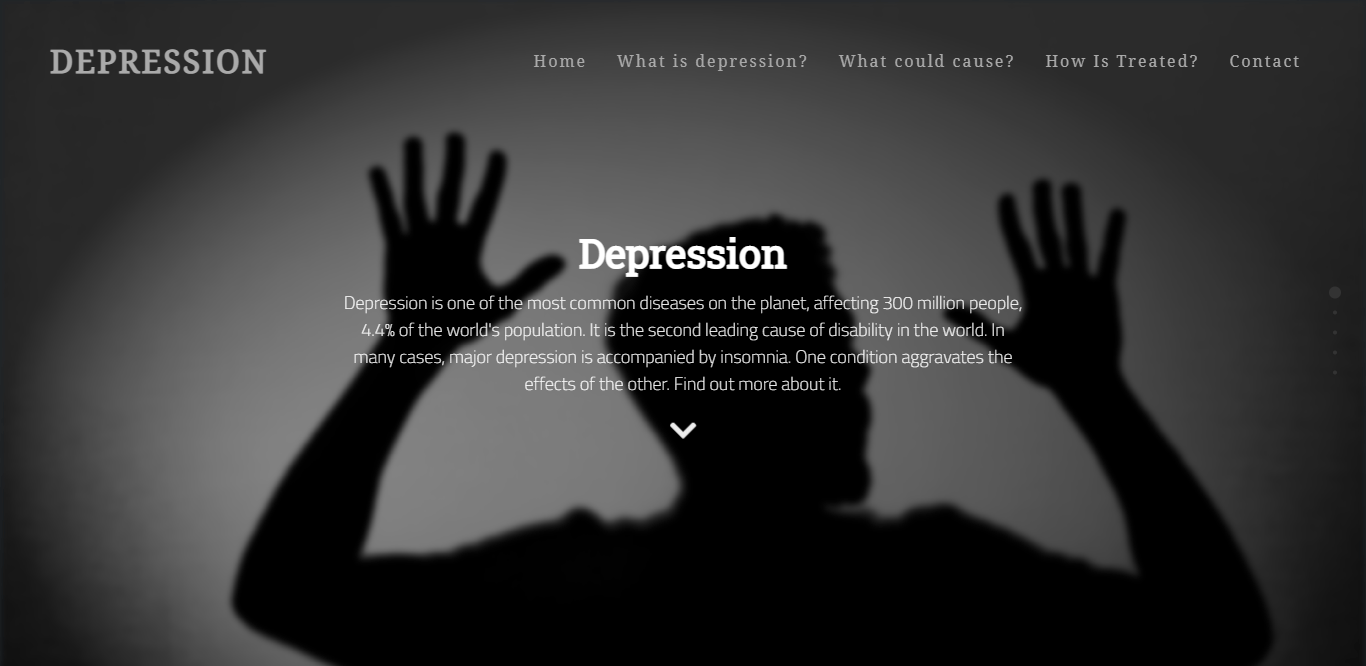 DEPRESSION
Home What is depression? What could cause? How Is Treated? Contact
Depression
Depression is one of the most common diseases on the planet, affecting 300 million people,
4.4% of the world's population. It is the second leading cause of disability in the world. In
many cases, major depression is accompanied by insomnia. One condition aggravates the
effects of the other. Find out more about it.